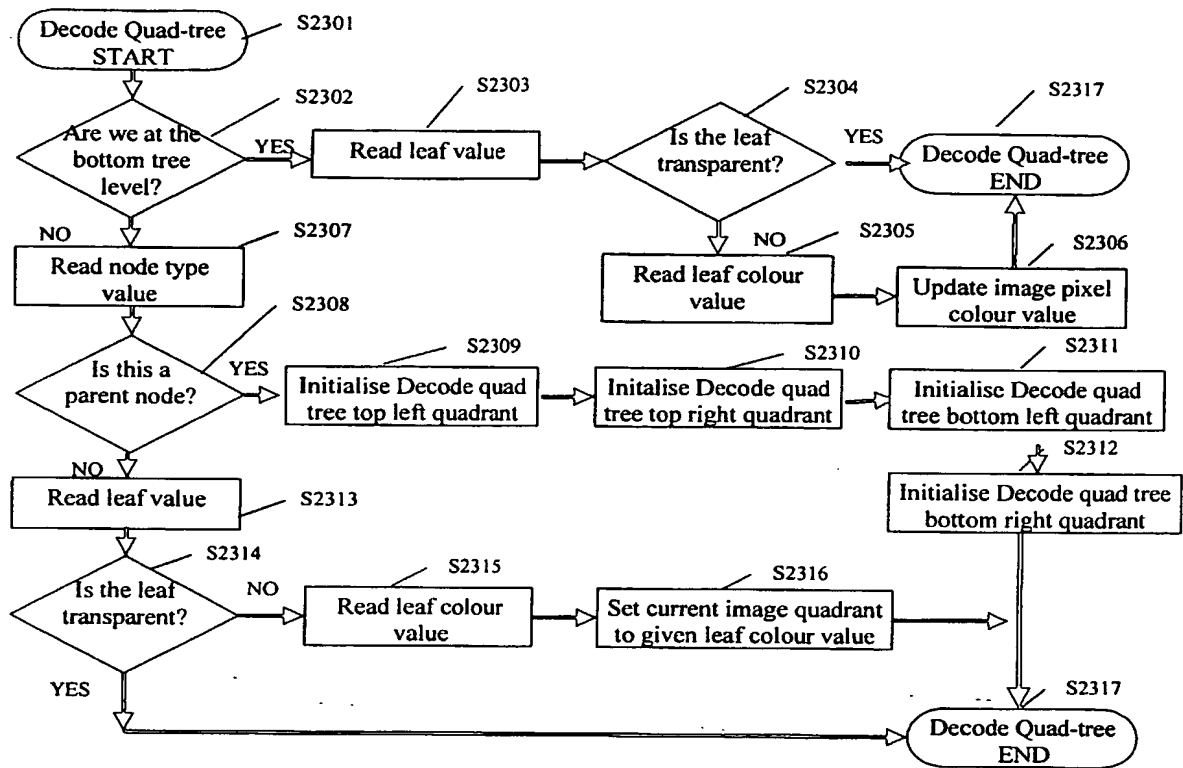 Decode Quad-tree
START
S2301
S2302
Are we at the
bottom tree
level?
YES
S2303
Read leaf value
S2304
Is the leaf
transparent?
YES
S2317
Decode Quad-tree
END
NO
S2307
Read node type
value
NO
S2305
Read leaf colour
value
S2306
Update image pixel
colour value
S2308
Is this a
parent node?
YES
S2309
Initialise Decode quad
tree top left quadrant
S2310
Initalise Decode quad
tree top right quadrant
S2311
Initialise Decode quad
tree bottom left quadrant
S2312
Initialise Decode quad tree
bottom right quadrant
NO
Read leaf value
S2313
S2314
Is the leaf
transparent?
NO
S2315
Read leaf colour
value
S2316
Set current image quadrant
to given leaf colour value
YES
S2317
Decode Quad-tree
END